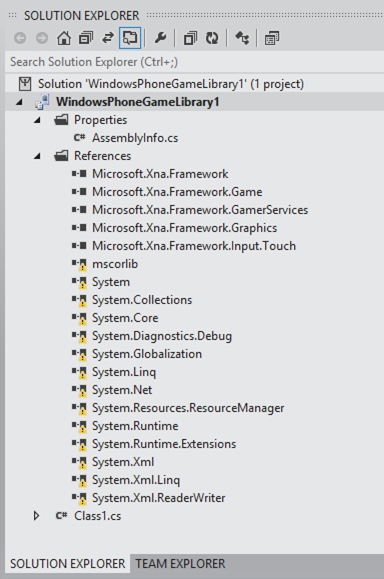 SOLUTION EXPLORER
Search Solution Explorer (Ctrl+;)
Solution 'WindowsPhoneGameLibrary1' (1 project)
WindowsPhoneGameLibrary1
Properties
C# AssemblyInfo.cs
References
Microsoft.Xna.Framework
Microsoft.Xna.Framework.Game
Microsoft.Xna.Framework.GamerServices
Microsoft.Xna.Framework.Graphics
Microsoft.Xna.Framework.Input.Touch
mscorlib
System
System.Collections
System.Core
System.Diagnostics.Debug
System.Globalization
System.Linq
System.Net
System.Resources.ResourceManager
System.Runtime
System.Runtime.Extensions
System.Xml
System.Xml.Linq
System.Xml.ReaderWriter
C# Class1.cs
SOLUTION EXPLORER TEAM EXPLORER